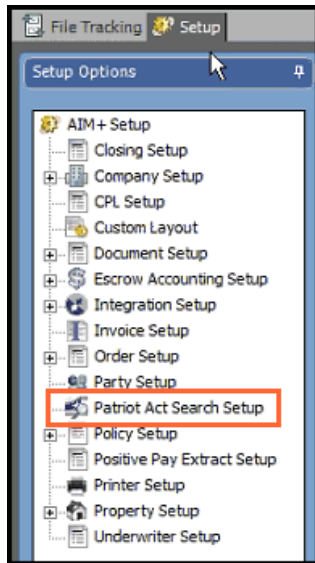 File Tracking Setup
Setup Options
AIM+ Setup
Closing Setup
Company Setup
CPL Setup
Custom Layout
Document Setup
Escrow Accounting Setup
Integration Setup
Invoice Setup
Order Setup
Party Setup
Patriot Act Search Setup
Policy Setup
Positive Pay Extract Setup
Printer Setup
Property Setup
Underwriter Setup